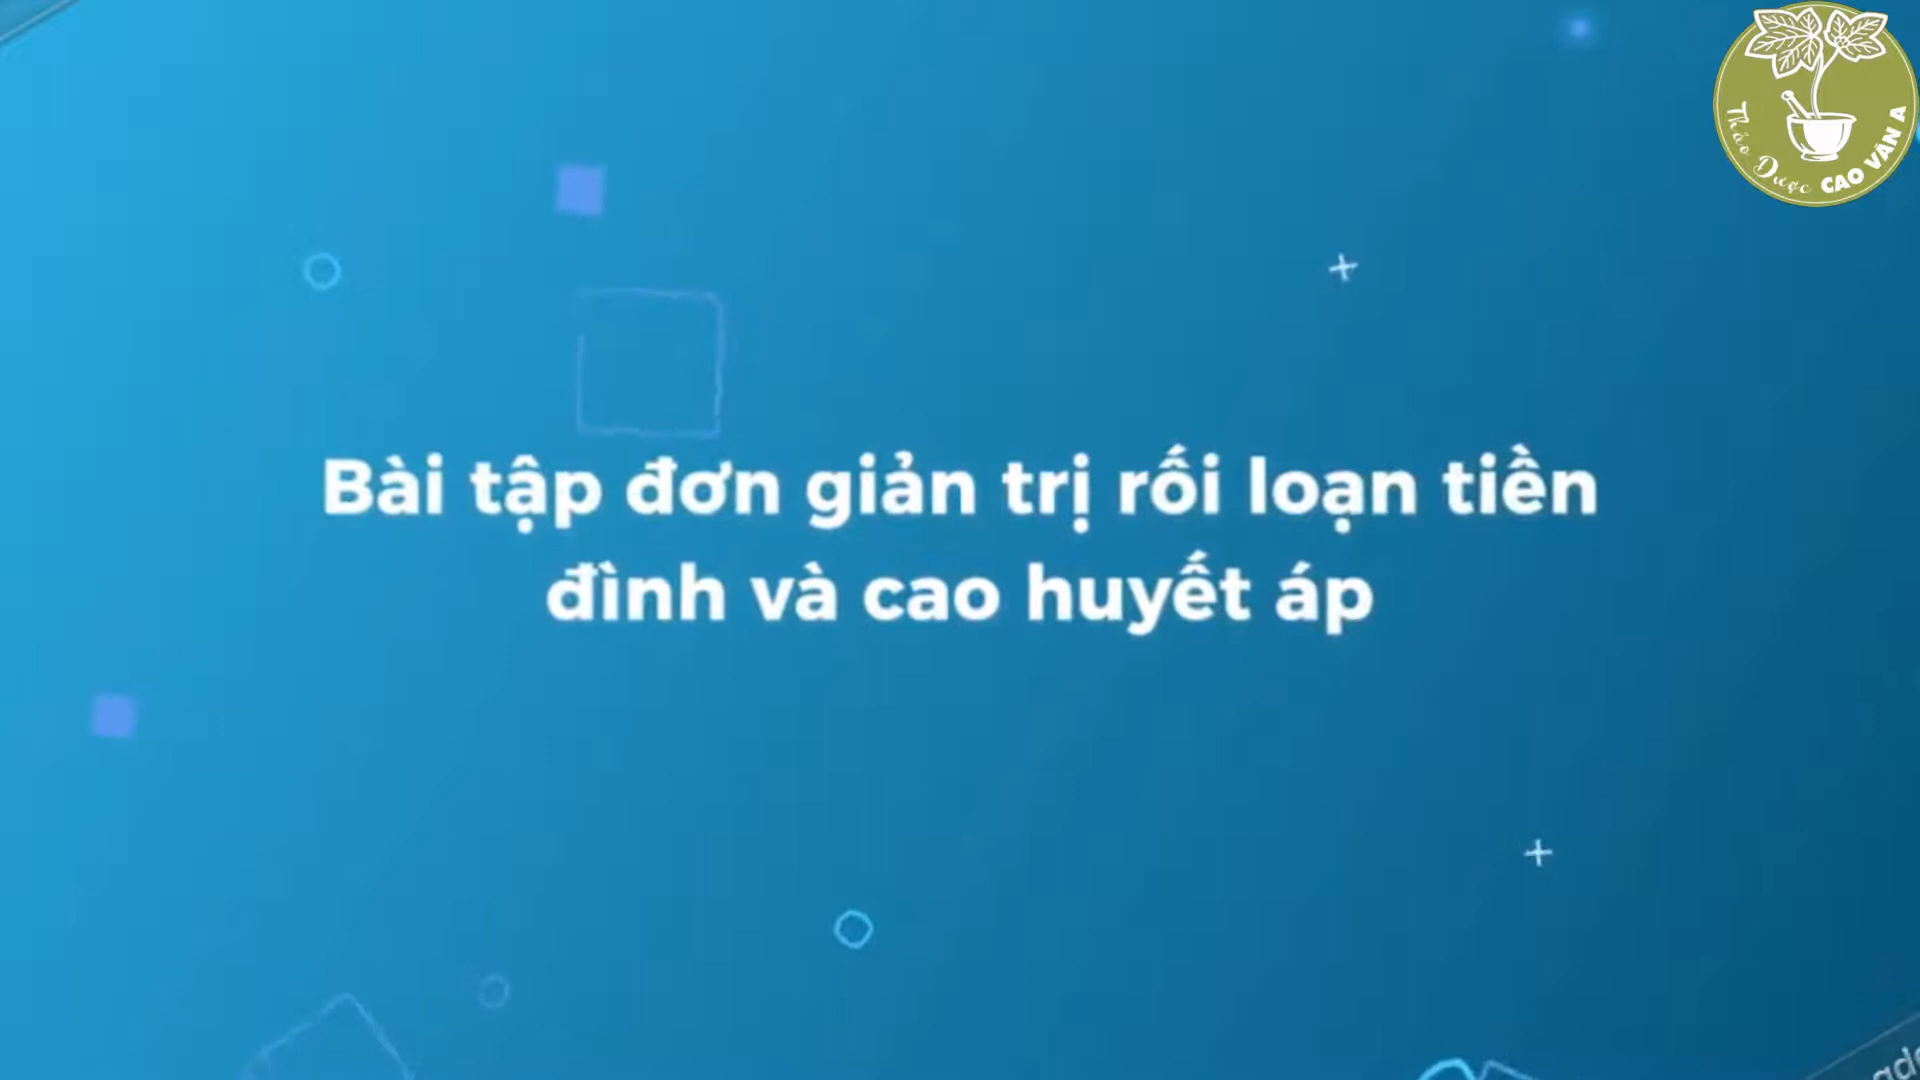 Thảo Dược CAO VĂN A
Bài tập đơn giản trị rối loạn tiền
đình và cao huyết áp